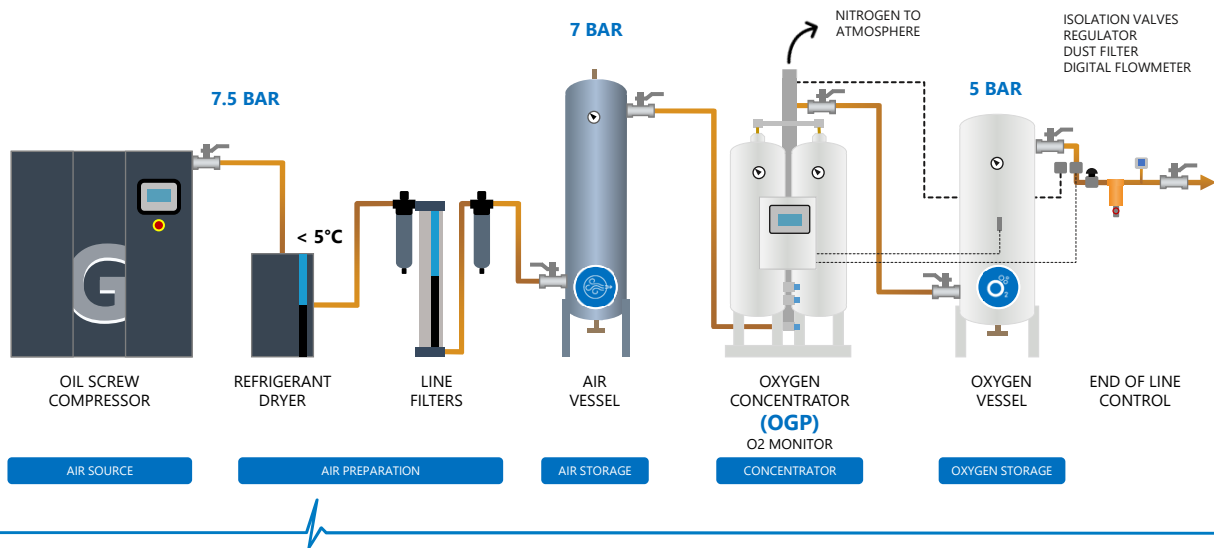 NITROGEN TO
ATMOSPHERE
ISOLATION VALVES
REGULATOR
DUST FILTER
DIGITAL FLOWMETER
7 BAR
7.5 BAR
5 BAR
< 5°C
G
O2
OIL SCREW
COMPRESSOR
REFRIGERANT
DRYER
LINE
FILTERS
AIR
VESSEL
OXYGEN
CONCENTRATOR
(OGP)
O2 MONITOR
OXYGEN
VESSEL
END OF LINE
CONTROL
AIR SOURCE
AIR PREPARATION
AIR STORAGE
CONCENTRATOR
OXYGEN STORAGE